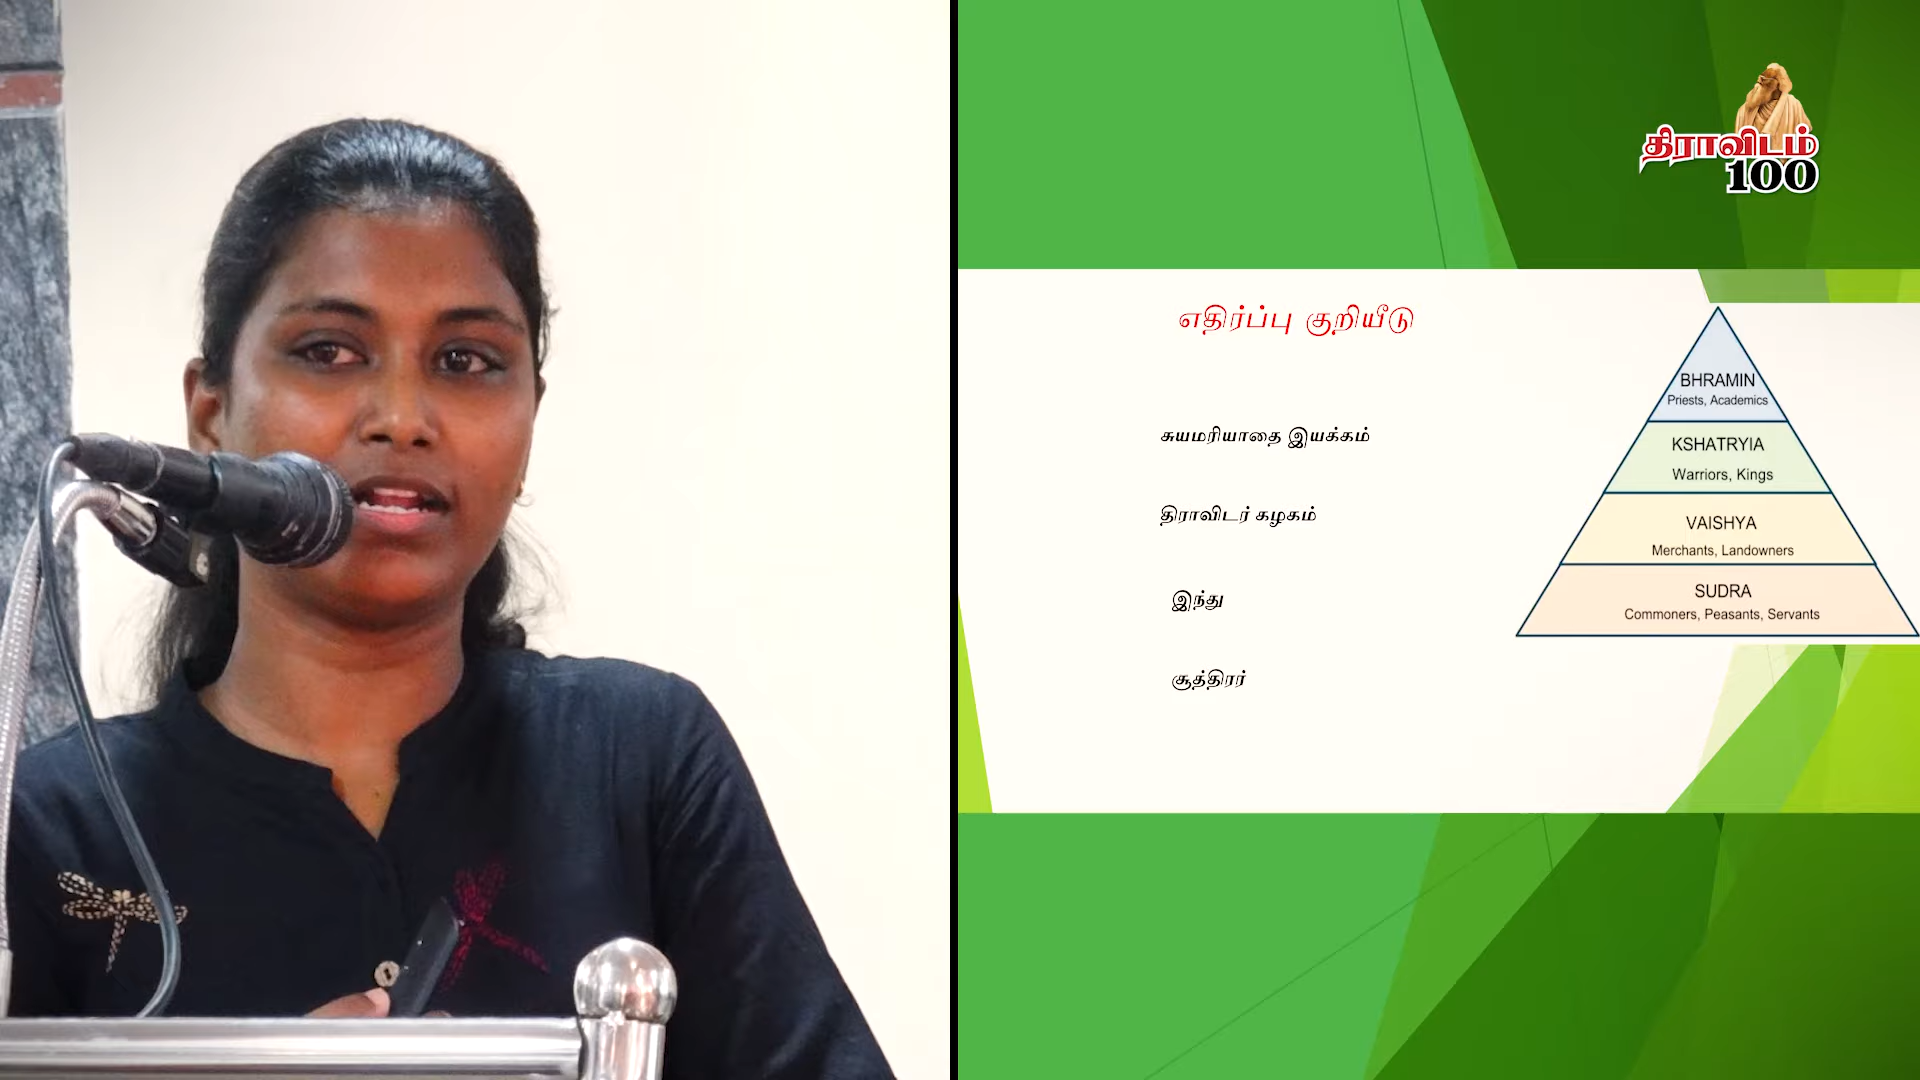 திராவிடம்
100
எதிர்ப்பு குறியீடு
சுயமரியாதை இயக்கம்
திராவிடர் கழகம்
இந்து
சூத்திரர்
BHRAMIN
Priests, Academics
KSHATRYIA
Warriors, Kings
VAISHYA
Merchants, Landowners
SUDRA
Commoners, Peasants, Servants